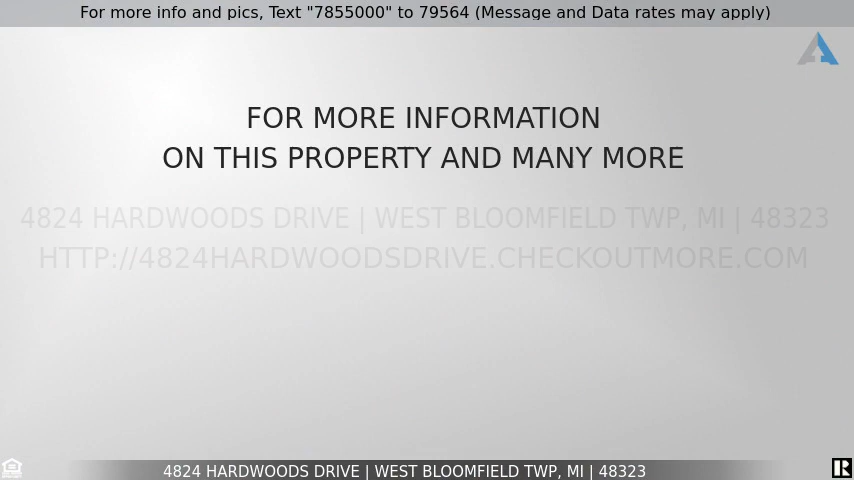 For more info and pics, Text "7855000" to 79564 (Message and Data rates may apply)
FOR MORE INFORMATION
ON THIS PROPERTY AND MANY MORE
4824 HARDWOODS DRIVE | WEST BLOOMFIELD TWP, MI | 48323
HTTP://4824HARDWOODSDRIVE.CHECKOUTMORE.COM
4824 HARDWOODS DRIVE | WEST BLOOMFIELD TWP, MI | 48323